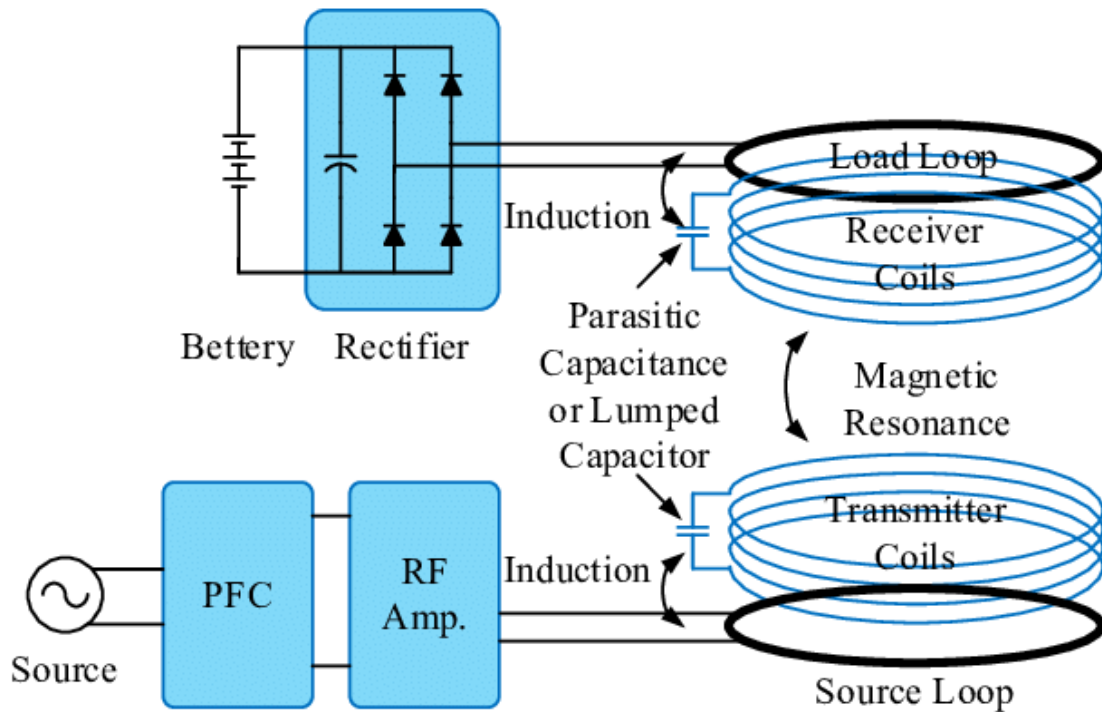 Load Loop
Induction
Receiver
Coils
Bettery
Rectifier
Parasitic
Capacitance
or Lumped
Capacitor
Magnetic
Resonance
Transmitter
Coils
Induction
PFC
RF
Amp.
Source
Source Loop